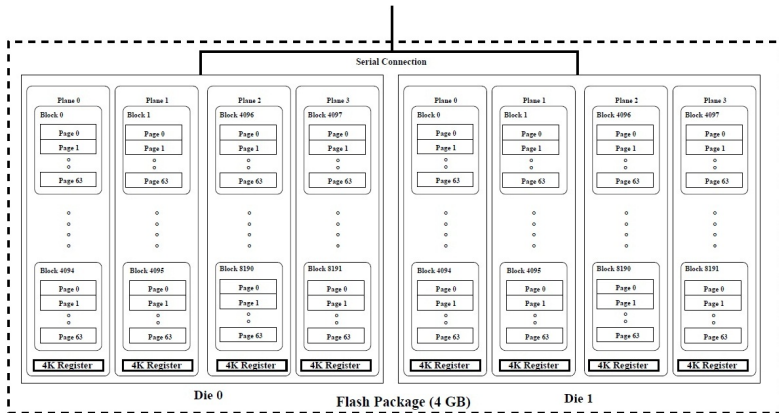 Serial Connection
Plane 0 Plane 1 Plane 2 Plane 3 Plane 0 Plane 1 Plane 2 Plane 3
Block 0 Block 1 Block 4096 Block 4097 Block 0 Block 1 Block 4096 Block 4097
Page 0 Page 0 Page 0 Page 0 Page 0 Page 0 Page 0 Page 0
Page 1 Page 1 Page 1 Page 1 Page 1 Page 1 Page 1 Page 1
Page 63 Page 63 Page 63 Page 63 Page 63 Page 63 Page 63 Page 63
Block 4094 Block 4095 Block 8190 Block 8191 Block 4094 Block 4095 Block 8190 Block 8191
Page 0 Page 0 Page 0 Page 0 Page 0 Page 0 Page 0 Page 0
Page 1 Page 1 Page 1 Page 1 Page 1 Page 1 Page 1 Page 1
Page 63 Page 63 Page 63 Page 63 Page 63 Page 63 Page 63 Page 63
4K Register 4K Register 4K Register 4K Register 4K Register 4K Register 4K Register 4K Register
Die 0 Die 1
Flash Package (4 GB)